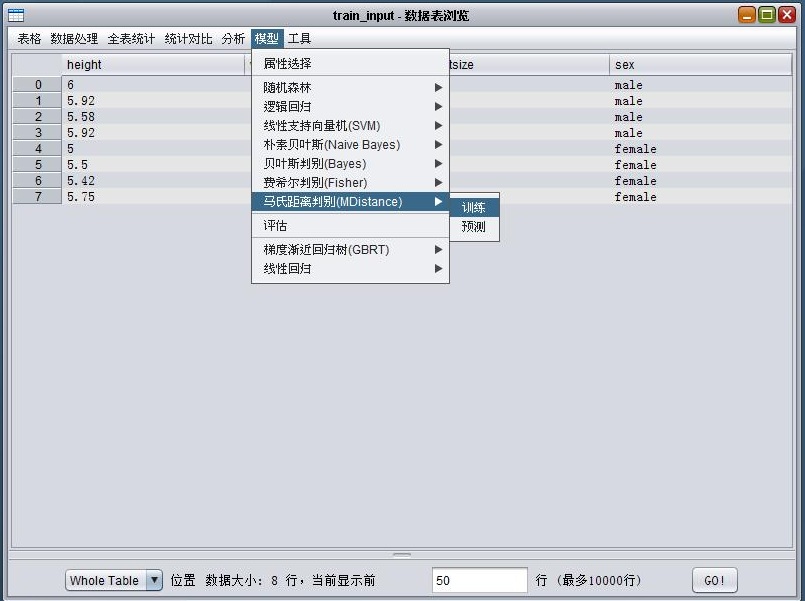 train_input - 数据表浏览
表格 数据处理 全表统计 统计对比 分析 模型 工具
height tsize sex
0 6 male
1 5.92 male
2 5.58 male
3 5.92 male
4 5 female
5 5.5 female
6 5.42 female
7 5.75 female
属性选择
随机森林
逻辑回归
线性支持向量机(SVM)
朴素贝叶斯(Naive Bayes)
贝叶斯判别(Bayes)
费希尔判别(Fisher)
马氏距离判别(MDistance)
评估
梯度渐近回归树(GBRT)
线性回归
训练
预测
Whole Table 位置 数据大小: 8 行,当前显示前 50 行 (最多10000行) GO!